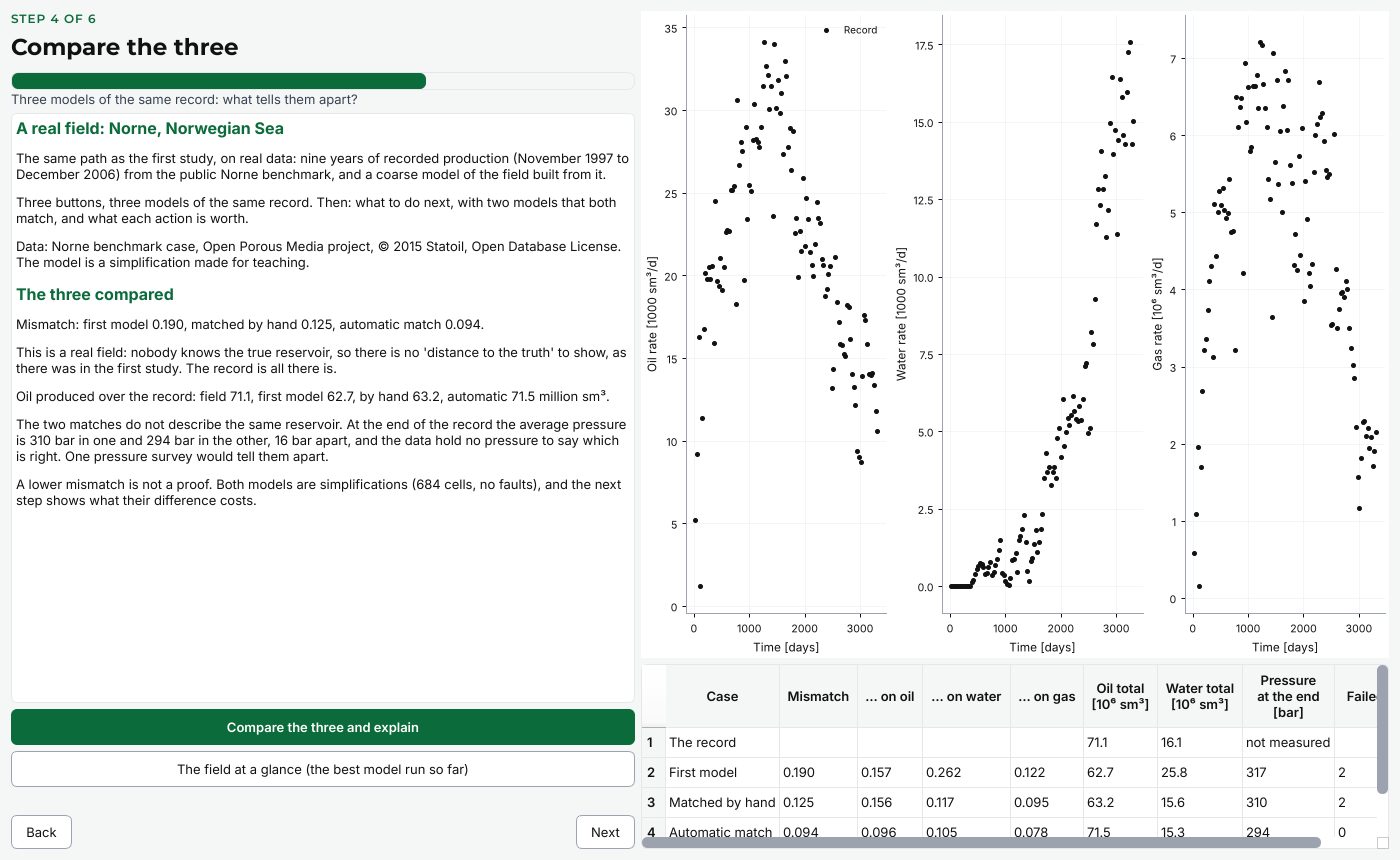 STEP 4 OF 6
Compare the three
Three models of the same record: what tells them apart?
A real field: Norne, Norwegian Sea
The same path as the first study, on real data: nine years of recorded production (November 1997 to
December 2006) from the public Norne benchmark, and a coarse model of the field built from it.
Three buttons, three models of the same record. Then: what to do next, with two models that both
match, and what each action is worth.
Data: Norne benchmark case, Open Porous Media project, © 2015 Statoil, Open Database License.
The model is a simplification made for teaching.
The three compared
Mismatch: first model 0.190, matched by hand 0.125, automatic match 0.094.
This is a real field: nobody knows the true reservoir, so there is no 'distance to the truth' to show, as
there was in the first study. The record is all there is.
Oil produced over the record: field 71.1, first model 62.7, by hand 63.2, automatic 71.5 million sm³.
The two matches do not describe the same reservoir. At the end of the record the average pressure
is 310 bar in one and 294 bar in the other, 16 bar apart, and the data hold no pressure to say which
is right. One pressure survey would tell them apart.
A lower mismatch is not a proof. Both models are simplifications (684 cells, no faults), and the next
step shows what their difference costs.
Compare the three and explain
The field at a glance (the best model run so far)
Back
Next
Record
Oil rate [1000 sm³/d]
35
30
25
20
15
10
5
0
0 1000 2000 3000
Time [days]
Water rate [1000 sm³/d]
17.5
15.0
12.5
10.0
7.5
5.0
2.5
0.0
0 1000 2000 3000
Time [days]
Gas rate [10⁶ sm³/d]
7
6
5
4
3
2
1
0
0 1000 2000 3000
Time [days]
Case Mismatch ... on oil ... on water ... on gas Oil total [10⁶ sm³] Water total [10⁶ sm³] Pressure at the end [bar]
1 The record 71.1 16.1 not measured
2 First model 0.190 0.157 0.262 0.122 62.7 25.8 317 2
3 Matched by hand 0.125 0.156 0.117 0.095 63.2 15.6 310 2
4 Automatic match 0.094 0.096 0.105 0.078 71.5 15.3 294 0